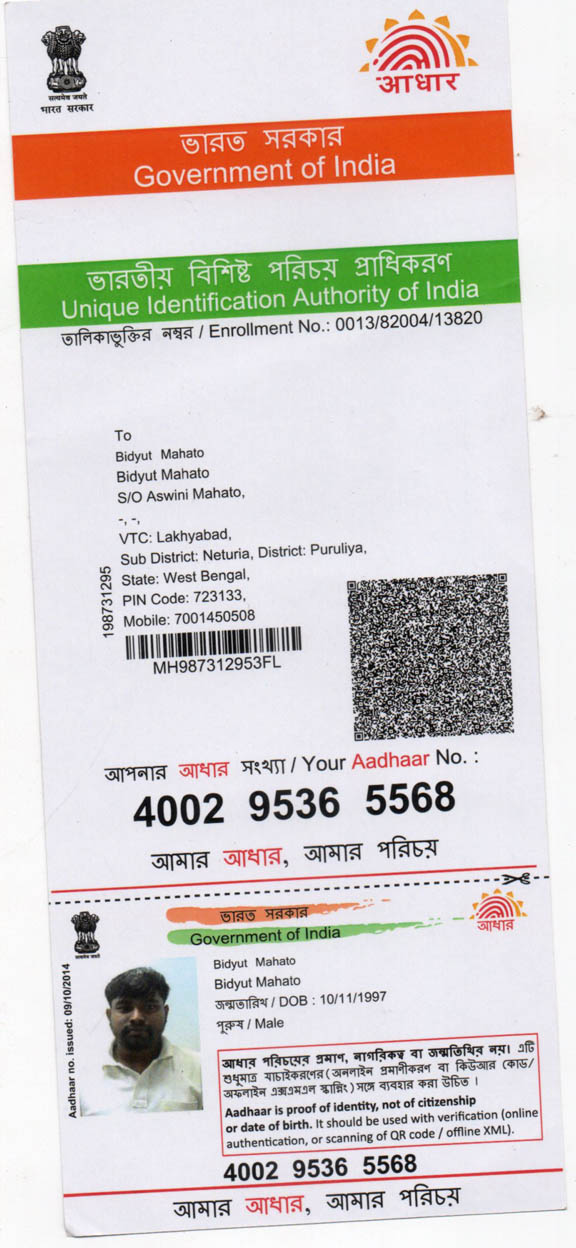 सत्यमेव जयते
भारत सरकार
आधार
ভারত সরকার
Government of India
ভারতীয় বিশিষ্ট পরিচয় প্রাধিকরণ
Unique Identification Authority of India
তালিকাভুক্তির নম্বর / Enrollment No.: 0013/82004/13820
To
Bidyut Mahato
Bidyut Mahato
S/O Aswini Mahato,
-, -,
VTC: Lakhyabad,
Sub District: Neturia, District: Puruliya,
State: West Bengal,
PIN Code: 723133,
Mobile: 7001450508
198731295
MH987312953FL
আপনার আধার সংখ্যা / Your Aadhaar No. :
4002 9536 5568
আমার আধার, আমার পরিচয়
सत्यमेव जयते
ভারত সরকার
Government of India
आधार
Aadhaar no. issued: 09/10/2014
Bidyut Mahato
Bidyut Mahato
জন্মতারিখ / DOB : 10/11/1997
পুরুষ / Male
আধার পরিচয়ের প্রমাণ, নাগরিকত্ব বা জন্মতিথির নয়। এটি
শুধুমাত্র যাচাইকরণের (অনলাইন প্রমাণীকরণ বা কিউআর কোড/
অফলাইন এক্সএমএল স্ক্যানিং) সঙ্গে ব্যবহার করা উচিত ।
Aadhaar is proof of identity, not of citizenship
or date of birth. It should be used with verification (online
authentication, or scanning of QR code / offline XML).
4002 9536 5568
আমার আধার, আমার পরিচয়